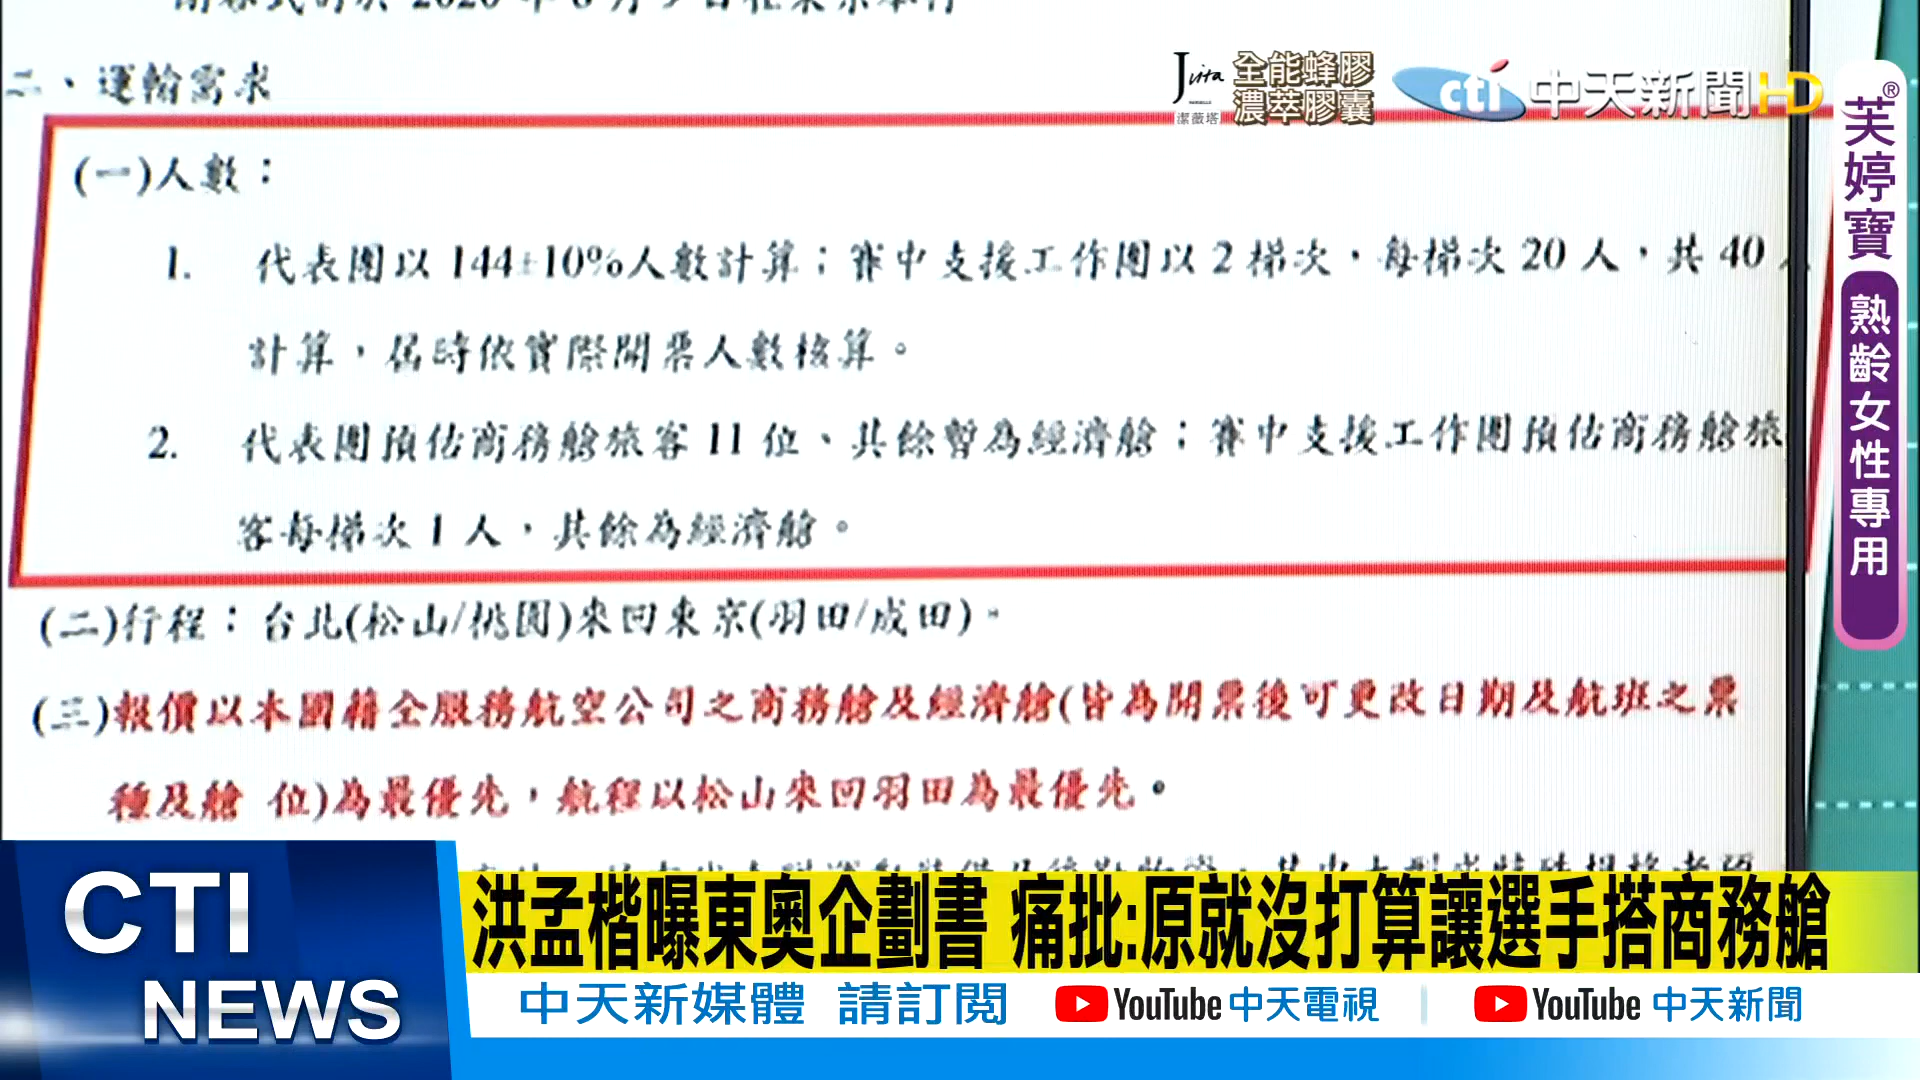 二、運輸需求
(一)人數：
1. 代表團以144±10%人數計算；賽中支援工作團以2梯次，每梯次20人，共40人
計算，屆時依實際開票人數核算。
2. 代表團預估商務艙旅客11位、其餘暫為經濟艙；賽中支援工作團預估商務艙旅
客每梯次1人，其餘為經濟艙。
(二)行程：台北(松山/桃園)來回東京(羽田/成田)。
(三)報價以本國籍全服務航空公司之商務艙及經濟艙(皆為開票後可更改日期及航班之票
種及艙 位)為最優先，航程以松山來回羽田為最優先。
Jvita
潔薇塔
全能蜂膠
濃萃膠囊
cti 中天新聞HD
芙婷寶®
熟齡女性專用
CTI
NEWS
洪孟楷曝東奧企劃書 痛批:原就沒打算讓選手搭商務艙
中天新媒體 請訂閱 YouTube 中天電視 | YouTube 中天新聞